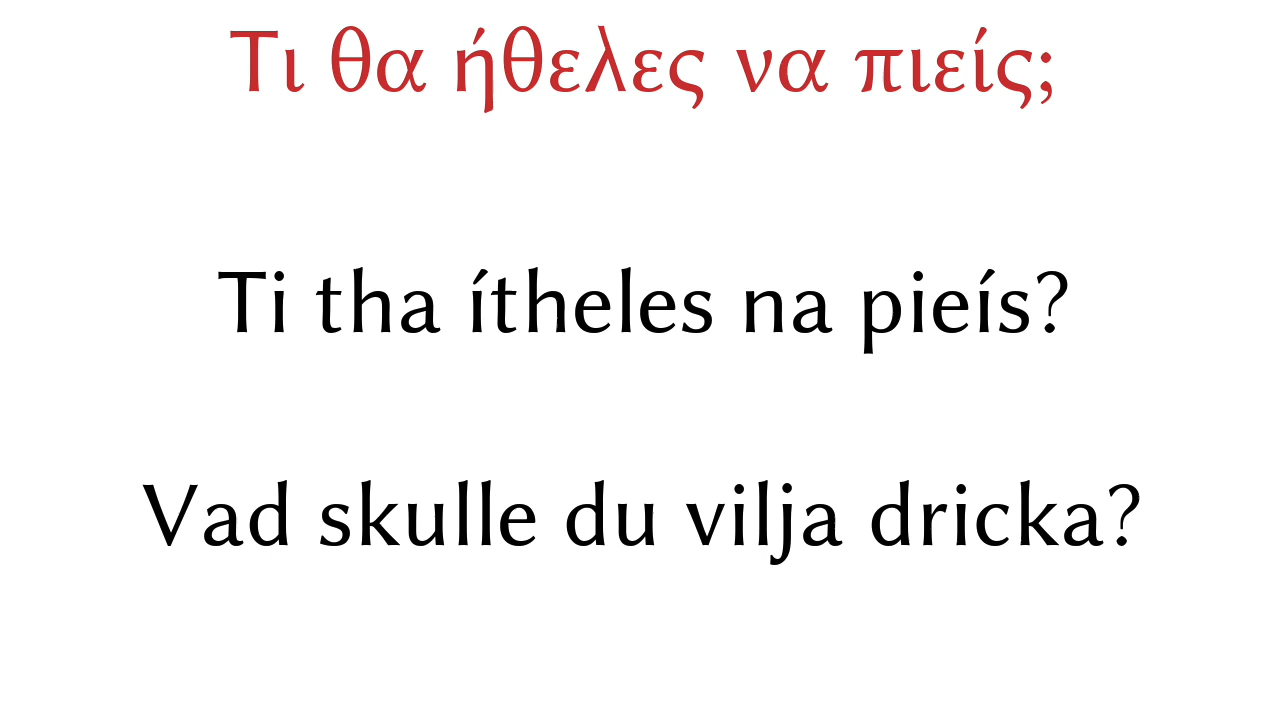 Τι θα ήθελες να πιείς;
Ti tha ítheles na pieís?
Vad skulle du vilja dricka?